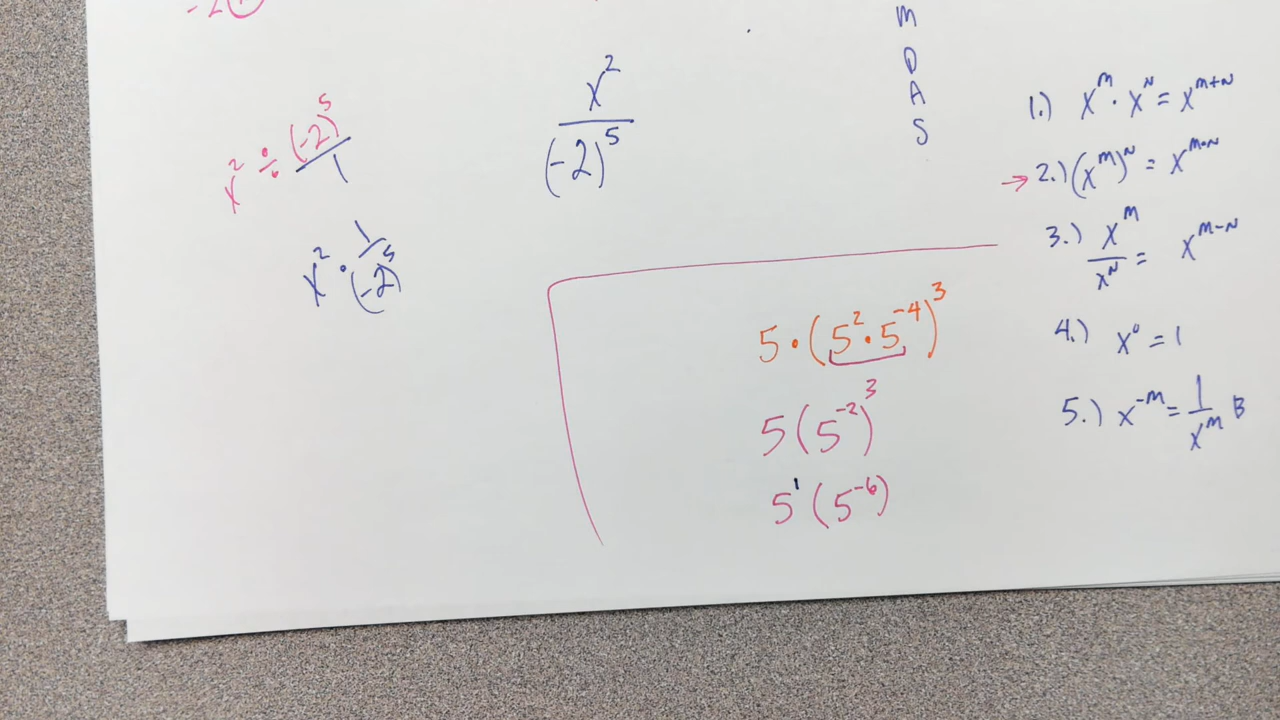 M
D
A
S
x² ÷ (-2)⁵/1
x² · 1/(-2)⁵
x²/(-2)⁵
5·(5²·5⁻⁴)³
5(5⁻²)³
5¹(5⁻⁶)
1.) x^M · x^N = x^(M+N)
→ 2.) (x^M)^N = x^(M·N)
3.) x^M/x^N = x^(M-N)
4.) x⁰ = 1
5.) x^(-M) = 1/x^M B